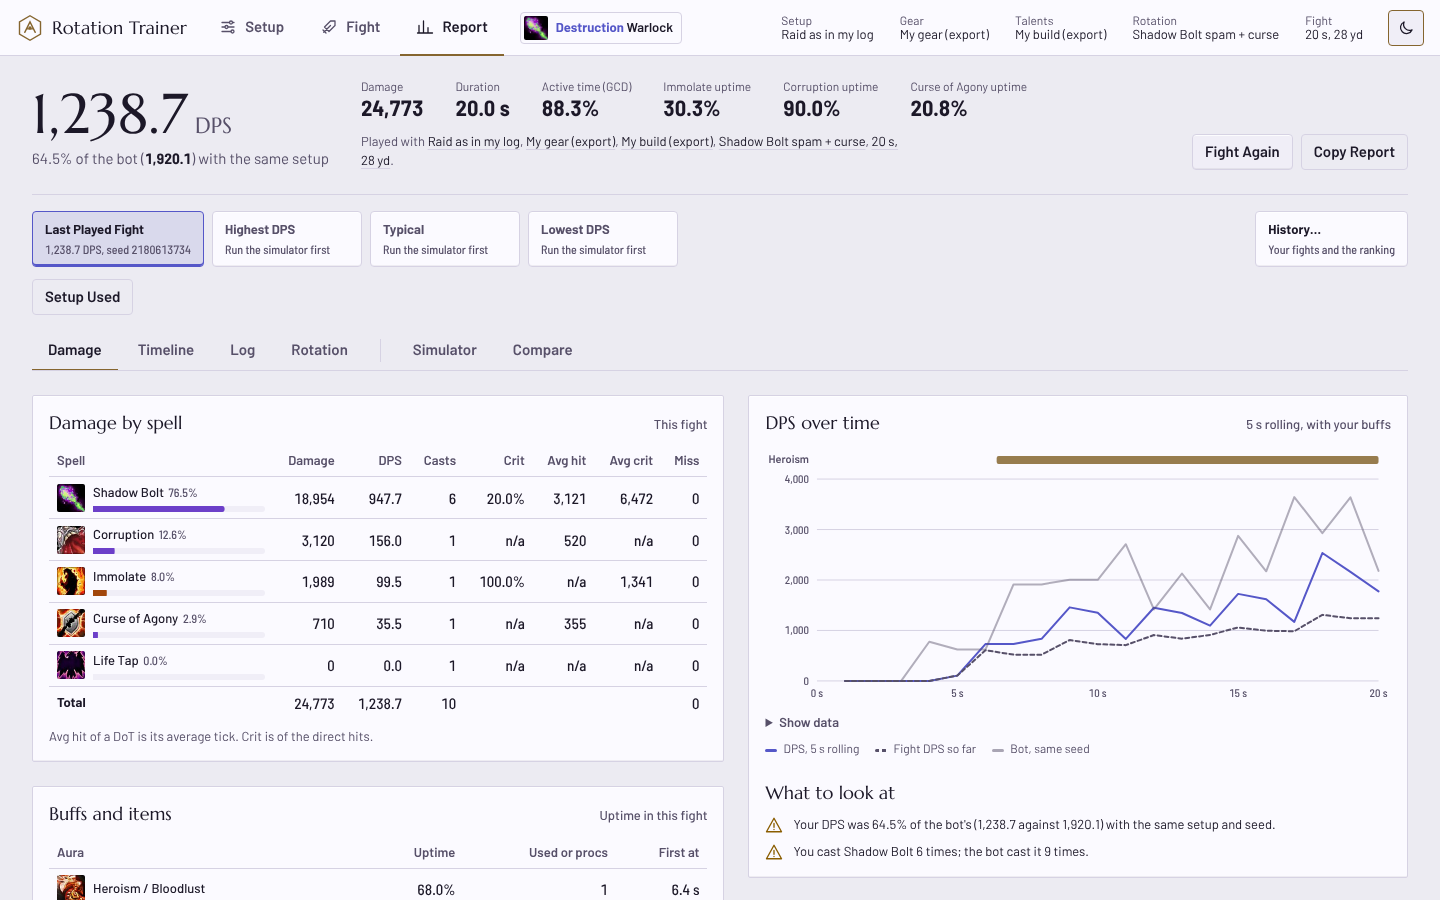 Rotation Trainer
Setup
Fight
Report
Destruction Warlock
Setup
Raid as in my log
Gear
My gear (export)
Talents
My build (export)
Rotation
Shadow Bolt spam + curse
Fight
20 s, 28 yd
1,238.7 DPS
64.5% of the bot (1,920.1) with the same setup
Damage
24,773
Duration
20.0 s
Active time (GCD)
88.3%
Immolate uptime
30.3%
Corruption uptime
90.0%
Curse of Agony uptime
20.8%
Played with Raid as in my log, My gear (export), My build (export), Shadow Bolt spam + curse, 20 s,
28 yd.
Fight Again
Copy Report
Last Played Fight
1,238.7 DPS, seed 2180613734
Highest DPS
Run the simulator first
Typical
Run the simulator first
Lowest DPS
Run the simulator first
History...
Your fights and the ranking
Setup Used
Damage
Timeline
Log
Rotation
Simulator
Compare
Damage by spell
This fight
Spell Damage DPS Casts Crit Avg hit Avg crit Miss
Shadow Bolt 76.5% 18,954 947.7 6 20.0% 3,121 6,472 0
Corruption 12.6% 3,120 156.0 1 n/a 520 n/a 0
Immolate 8.0% 1,989 99.5 1 100.0% n/a 1,341 0
Curse of Agony 2.9% 710 35.5 1 n/a 355 n/a 0
Life Tap 0.0% 0 0.0 1 n/a n/a n/a 0
Total 24,773 1,238.7 10 0
Avg hit of a DoT is its average tick. Crit is of the direct hits.
Buffs and items
Uptime in this fight
Aura Uptime Used or procs First at
Heroism / Bloodlust 68.0% 1 6.4 s
DPS over time
5 s rolling, with your buffs
Heroism
4,000
3,000
2,000
1,000
0
0 s 5 s 10 s 15 s 20 s
Show data
DPS, 5 s rolling
Fight DPS so far
Bot, same seed
What to look at
Your DPS was 64.5% of the bot's (1,238.7 against 1,920.1) with the same setup and seed.
You cast Shadow Bolt 6 times; the bot cast it 9 times.